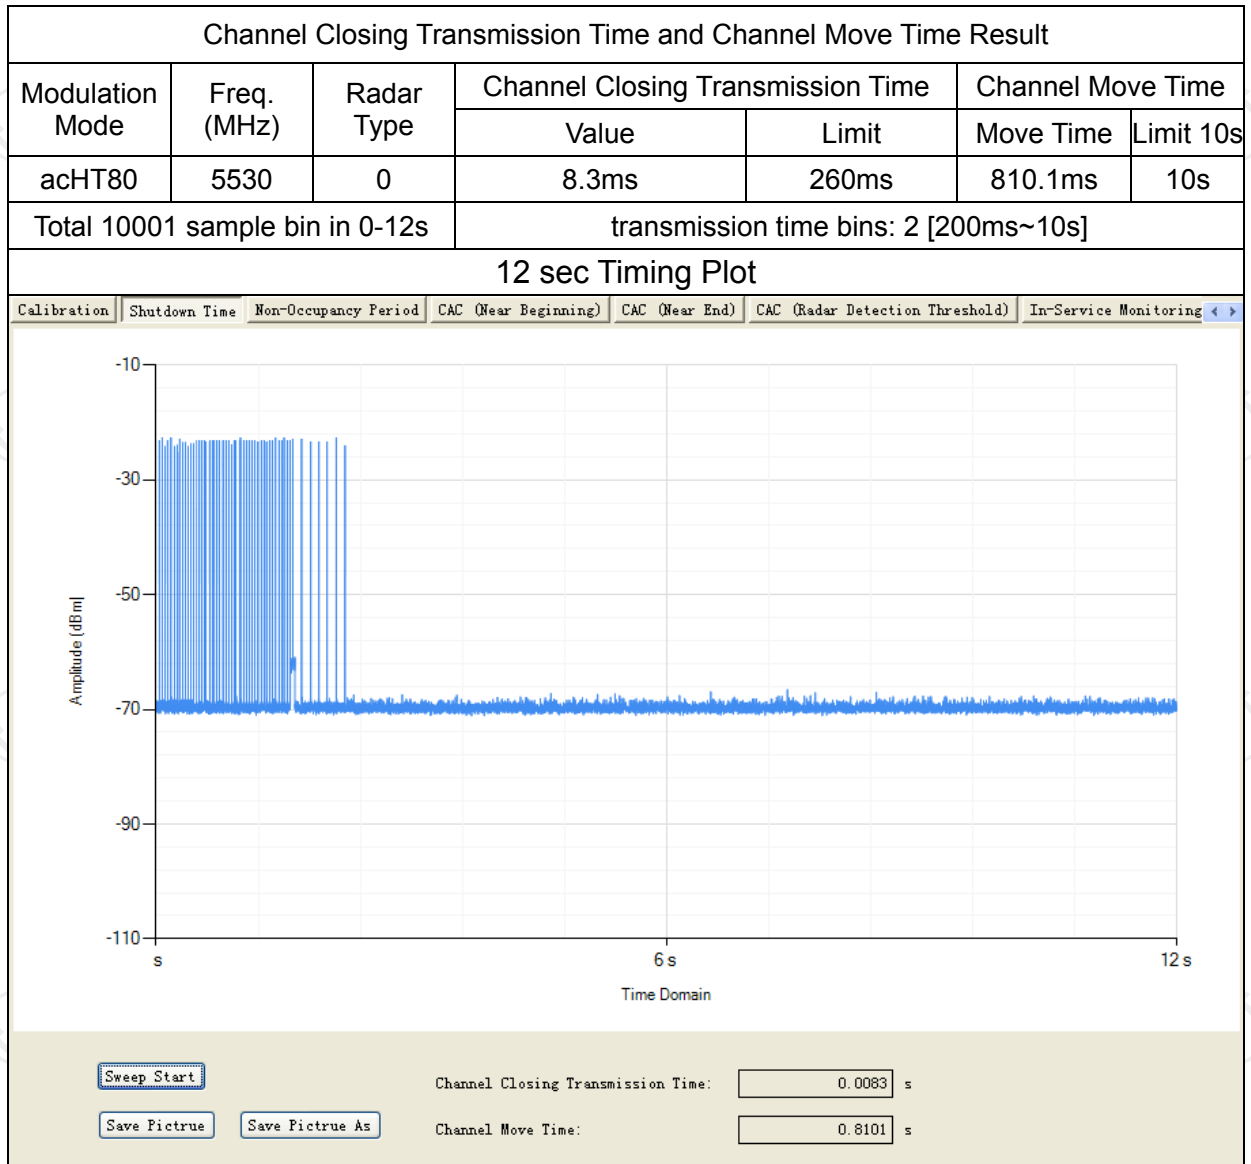 Channel Closing Transmission Time and Channel Move Time Result
Modulation Mode Freq. (MHz) Radar Type Channel Closing Transmission Time Channel Move Time
Value Limit Move Time Limit 10s
acHT80 5530 0 8.3ms 260ms 810.1ms 10s
Total 10001 sample bin in 0-12s transmission time bins: 2 [200ms~10s]
12 sec Timing Plot
Calibration Shutdown Time Non-Occupancy Period CAC (Near Beginning) CAC (Near End) CAC (Radar Detection Threshold) In-Service Monitoring
-10
-30
-50
-70
-90
-110
Amplitude [dBm]
s 6 s 12 s
Time Domain
Sweep Start Channel Closing Transmission Time: 0.0083 s
Save Pictrue Save Pictrue As Channel Move Time: 0.8101 s